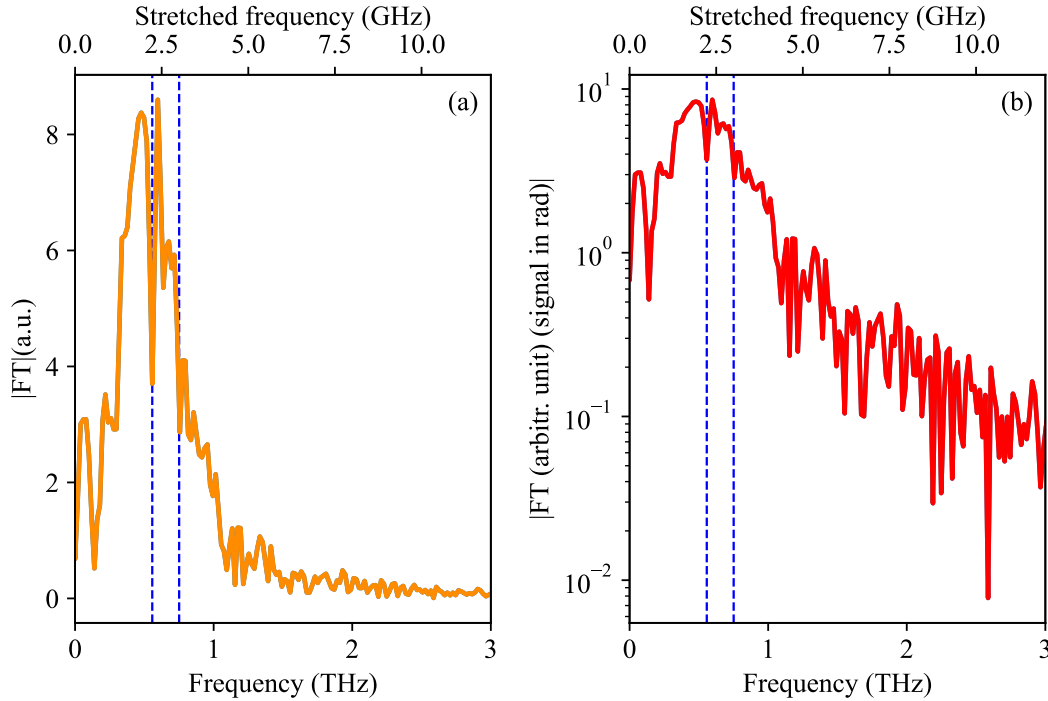 Stretched frequency (GHz)
0.0 2.5 5.0 7.5 10.0
(a)
|FT|(a.u.)
8
6
4
2
0
0 1 2 3
Frequency (THz)
Stretched frequency (GHz)
0.0 2.5 5.0 7.5 10.0
(b)
|FT (arbitr. unit) (signal in rad)|
10¹
10⁰
10⁻¹
10⁻²
0 1 2 3
Frequency (THz)